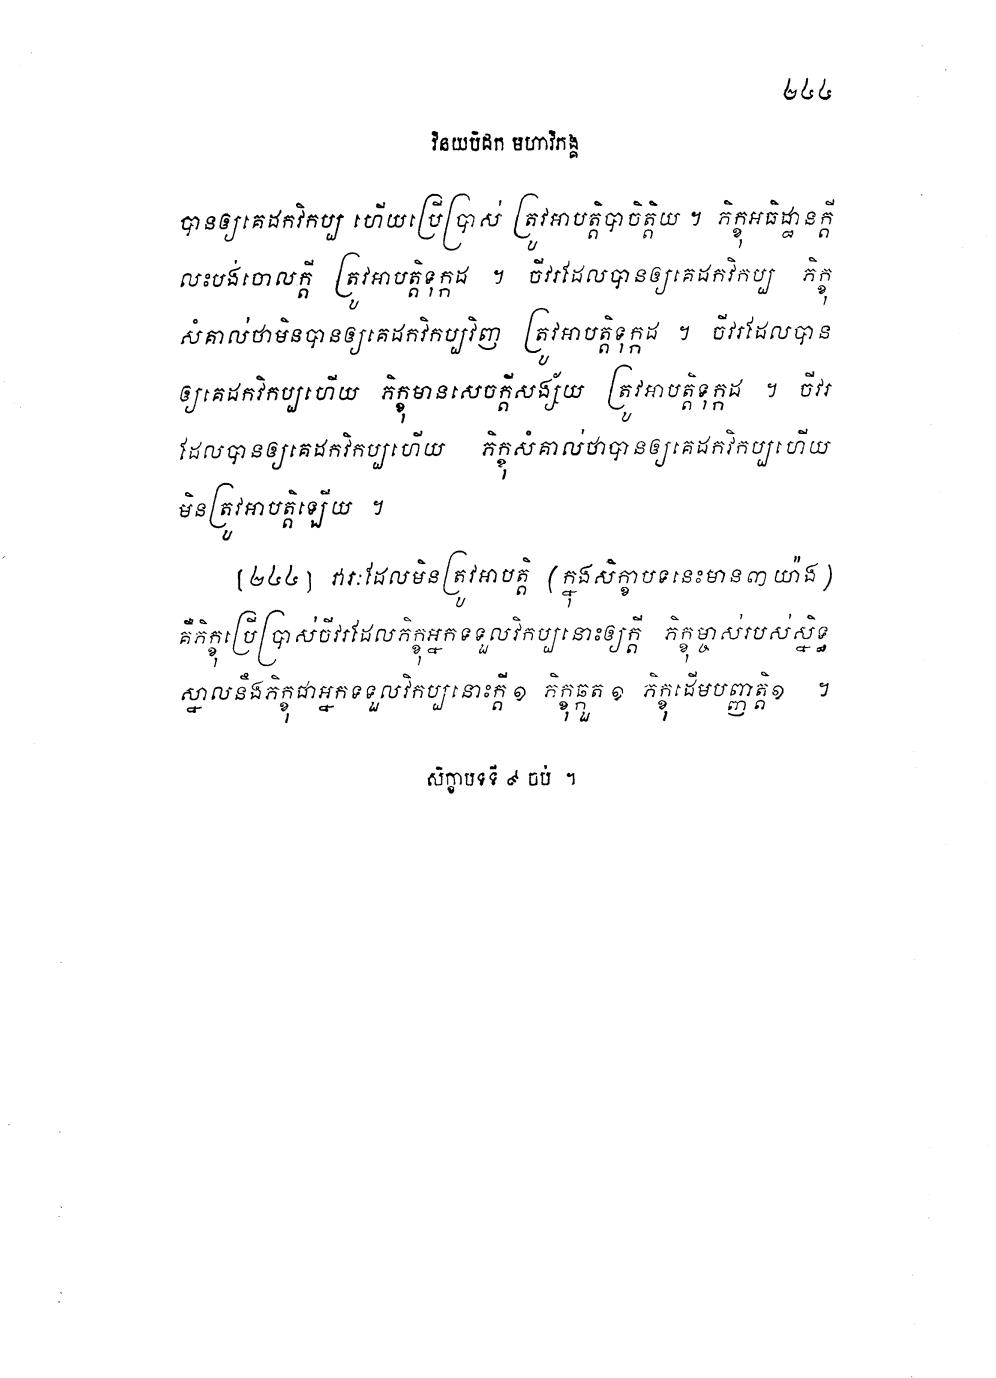 ២៤៤
វិនយបិដក មហាវិភង្គ
បានឲ្យគេដកវិកប្ប ហើយប្រើប្រាស់ ត្រូវអាបត្តិបាចិត្តិយ ។ ភិក្ខុអធិដ្ឋានក្តី
លះបង់ចោលក្តី ត្រូវអាបត្តិទុក្កដ ។ ចីវរដែលបានឲ្យគេដកវិកប្ប ភិក្ខុ
សំគាល់ថាមិនបានឲ្យគេដកវិកប្បវិញ ត្រូវអាបត្តិទុក្កដ ។ ចីវរដែលបាន
ឲ្យគេដកវិកប្បហើយ ភិក្ខុមានសេចក្តីសង្ស័យ ត្រូវអាបត្តិទុក្កដ ។ ចីវរ
ដែលបានឲ្យគេដកវិកប្បហើយ ភិក្ខុសំគាល់ថាបានឲ្យគេដកវិកប្បហើយ
មិនត្រូវអាបត្តិឡើយ ។
[២៤៤] វារៈដែលមិនត្រូវអាបត្តិ (ក្នុងសិក្ខាបទនេះមាន៣យ៉ាង)
គឺភិក្ខុប្រើប្រាស់ចីវរដែលភិក្ខុអ្នកទទួលវិកប្បនោះឲ្យក្តី ភិក្ខុម្ចាស់របស់ស្និទ្ធ
ស្នាលនឹងភិក្ខុជាអ្នកទទួលវិកប្បនោះក្តី១ ភិក្ខុឆ្កួត១ ភិក្ខុដើមបញ្ញត្តិ១ ។
សិក្ខាបទទី ៩ ចប់ ។